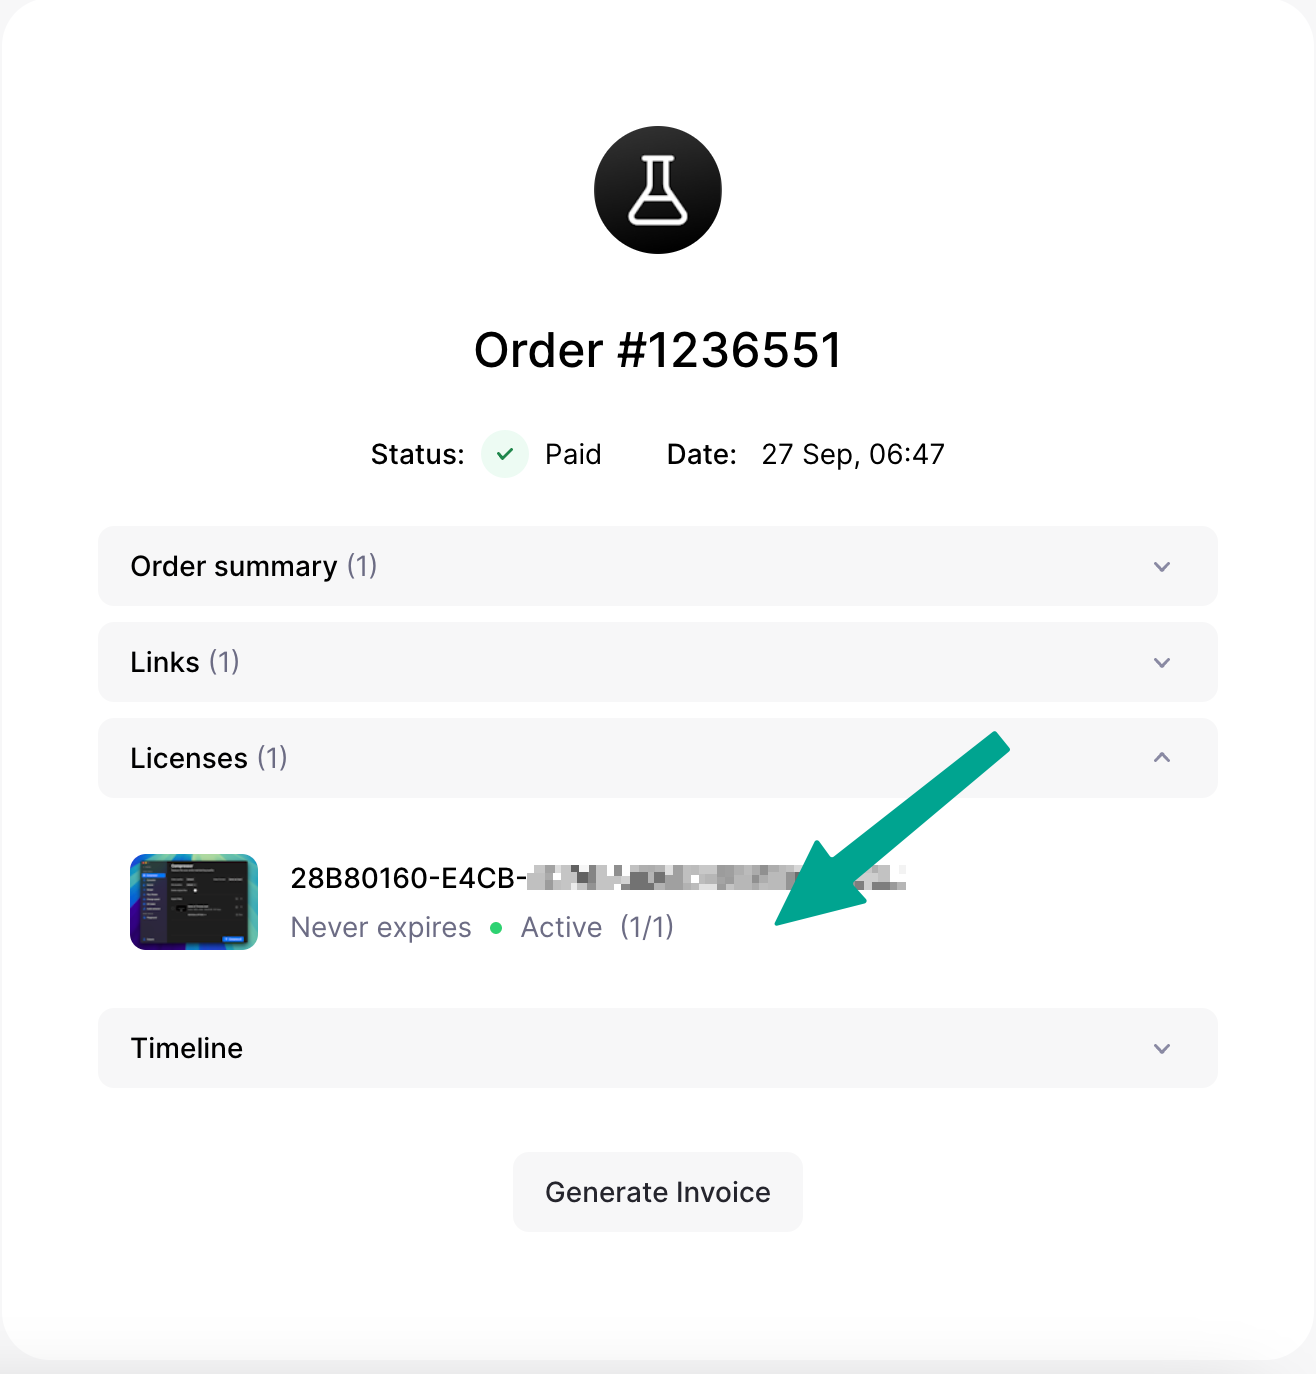 Order #1236551
Status: Paid Date: 27 Sep, 06:47
Order summary (1)
Links (1)
Licenses (1)
28B80160-E4CB-
Never expires Active (1/1)
Timeline
Generate Invoice